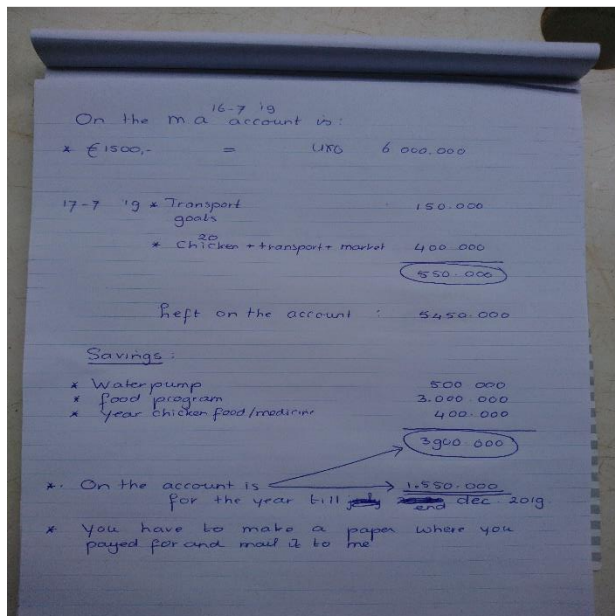 16-7 '19
On the m a account is:
* €1500,- = UXG 6 000.000
17-7 '19 * Transport 150.000
goals
20
* Chicken + transport + market 400.000
550.000
Left on the account : 5450.000
Savings:
* Waterpump 500 000
* food program 3.000.000
* year chicken food/medicine 400.000
3900.000
*. On the account is 1.550.000
for the year till end dec. 2019.
* You have to make a paper where you
payed for and mail it to me